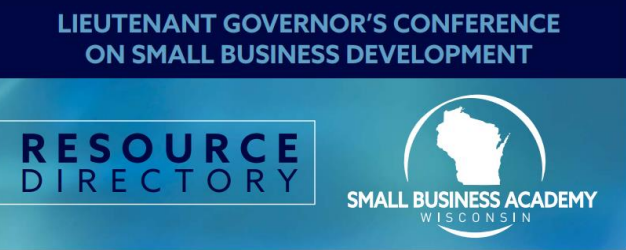 LIEUTENANT GOVERNOR'S CONFERENCE
ON SMALL BUSINESS DEVELOPMENT
RESOURCE
DIRECTORY
SMALL BUSINESS ACADEMY
WISCONSIN